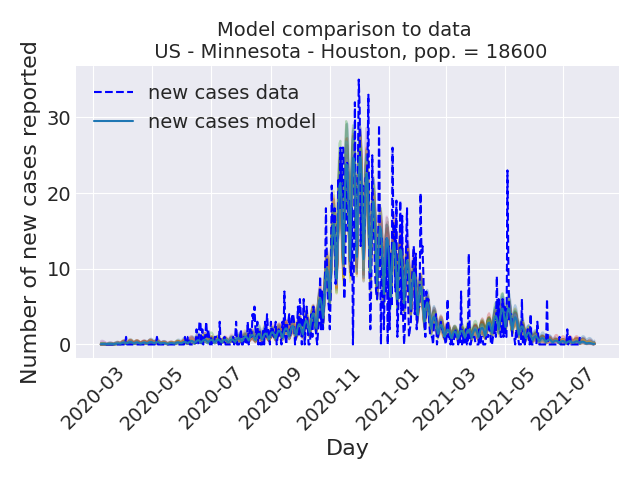 Model comparison to data
US - Minnesota - Houston, pop. = 18600
Number of new cases reported
30
20
10
0
new cases data
new cases model
2020-03
2020-05
2020-07
2020-09
2020-11
2021-01
2021-03
2021-05
2021-07
Day